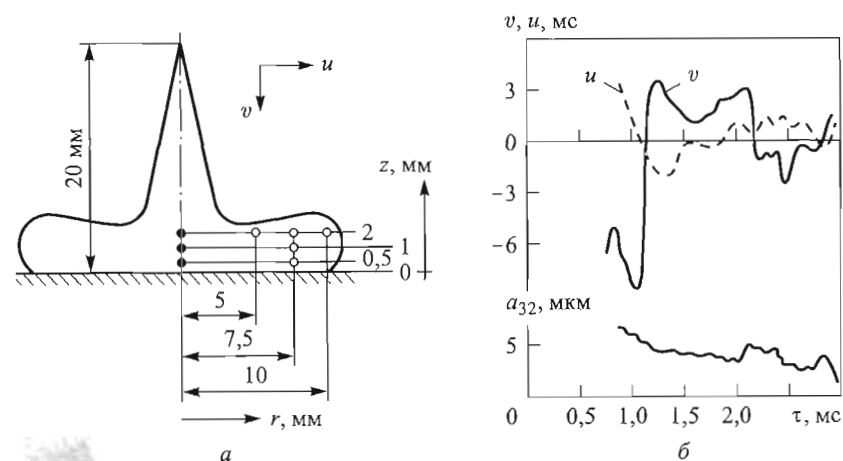 20 мм
u
v
z, мм
2
1
0,5
0
5
7,5
10
r, мм
а
v, u, мс
u
v
3
0
−3
−6
a32, мкм
5
0
0,5 1,0 1,5 2,0 τ, мс
б